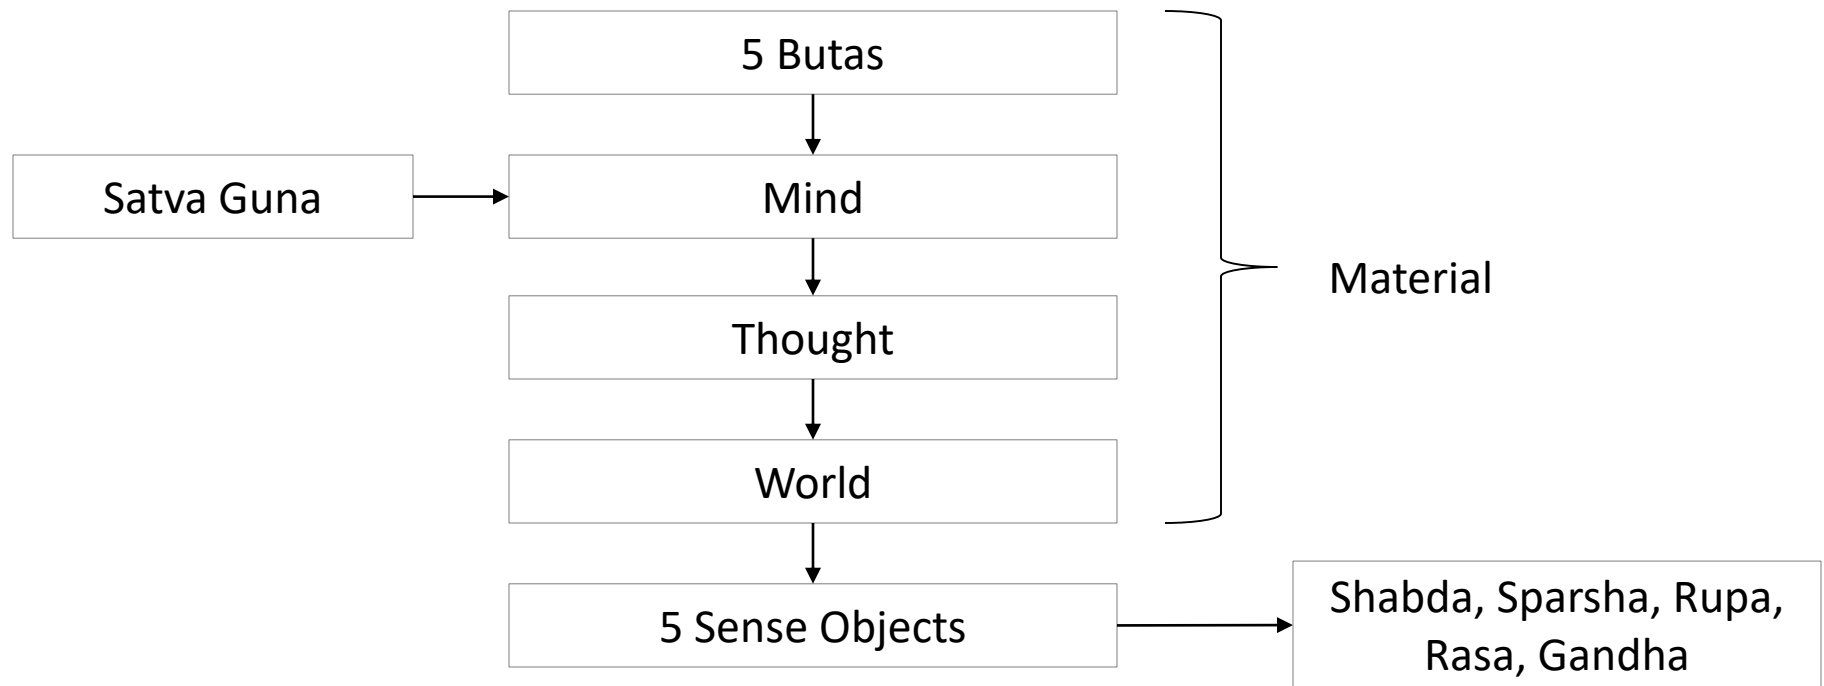 5 Butas
Satva Guna
Mind
Material
Thought
World
5 Sense Objects
Shabda, Sparsha, Rupa,
Rasa, Gandha